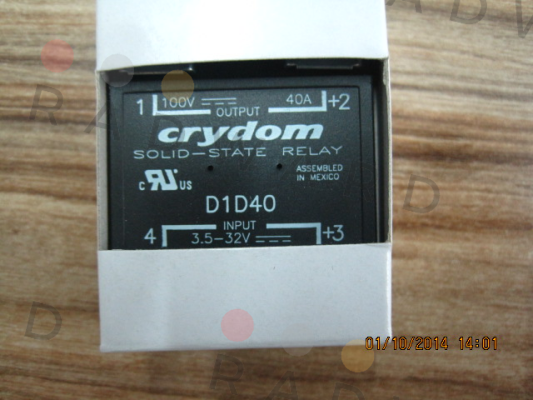 1 100V 40A +2
OUTPUT
crydom
SOLID-STATE RELAY
ASSEMBLED
IN MEXICO
c RU US
D1D40
INPUT
4 3.5-32V +3
01/10/2014 14:01